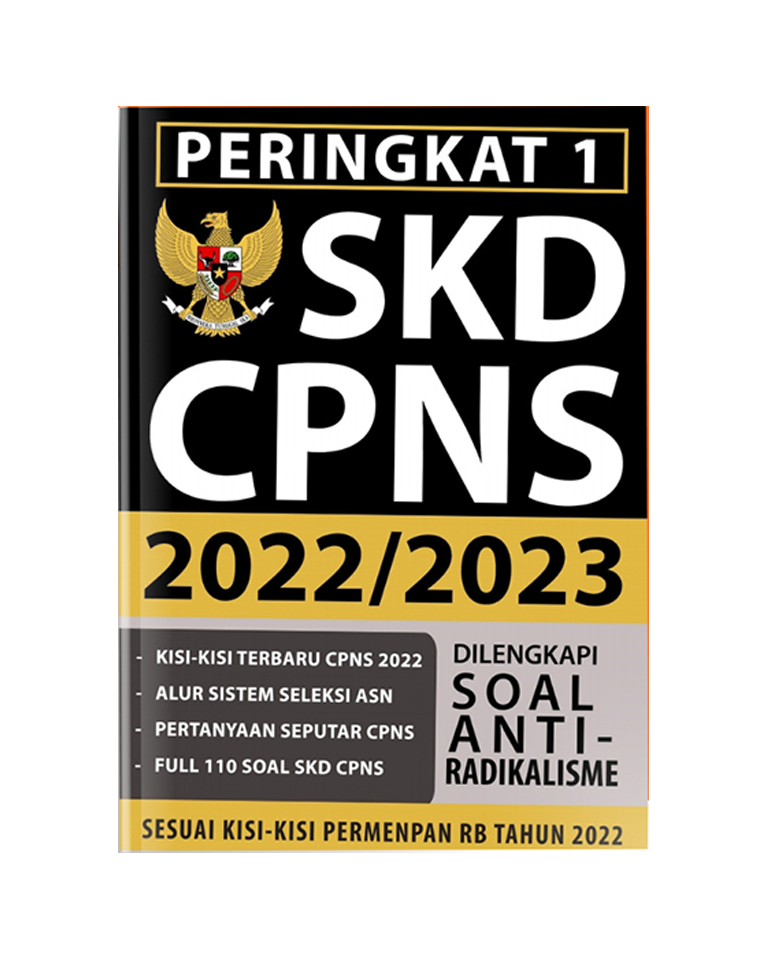 PERINGKAT 1
SKD
CPNS
2022/2023
- KISI-KISI TERBARU CPNS 2022
- ALUR SISTEM SELEKSI ASN
- PERTANYAAN SEPUTAR CPNS
- FULL 110 SOAL SKD CPNS
DILENGKAPI
SOAL
ANTI-
RADIKALISME
SESUAI KISI-KISI PERMENPAN RB TAHUN 2022